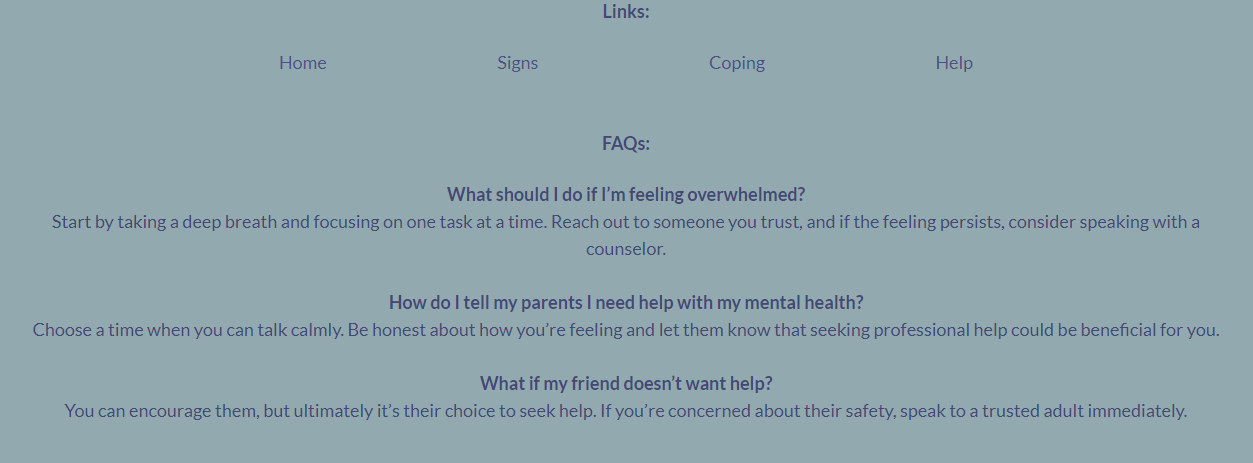 Links:
Home Signs Coping Help
FAQs:
What should I do if I’m feeling overwhelmed?
Start by taking a deep breath and focusing on one task at a time. Reach out to someone you trust, and if the feeling persists, consider speaking with a
counselor.
How do I tell my parents I need help with my mental health?
Choose a time when you can talk calmly. Be honest about how you’re feeling and let them know that seeking professional help could be beneficial for you.
What if my friend doesn’t want help?
You can encourage them, but ultimately it’s their choice to seek help. If you’re concerned about their safety, speak to a trusted adult immediately.